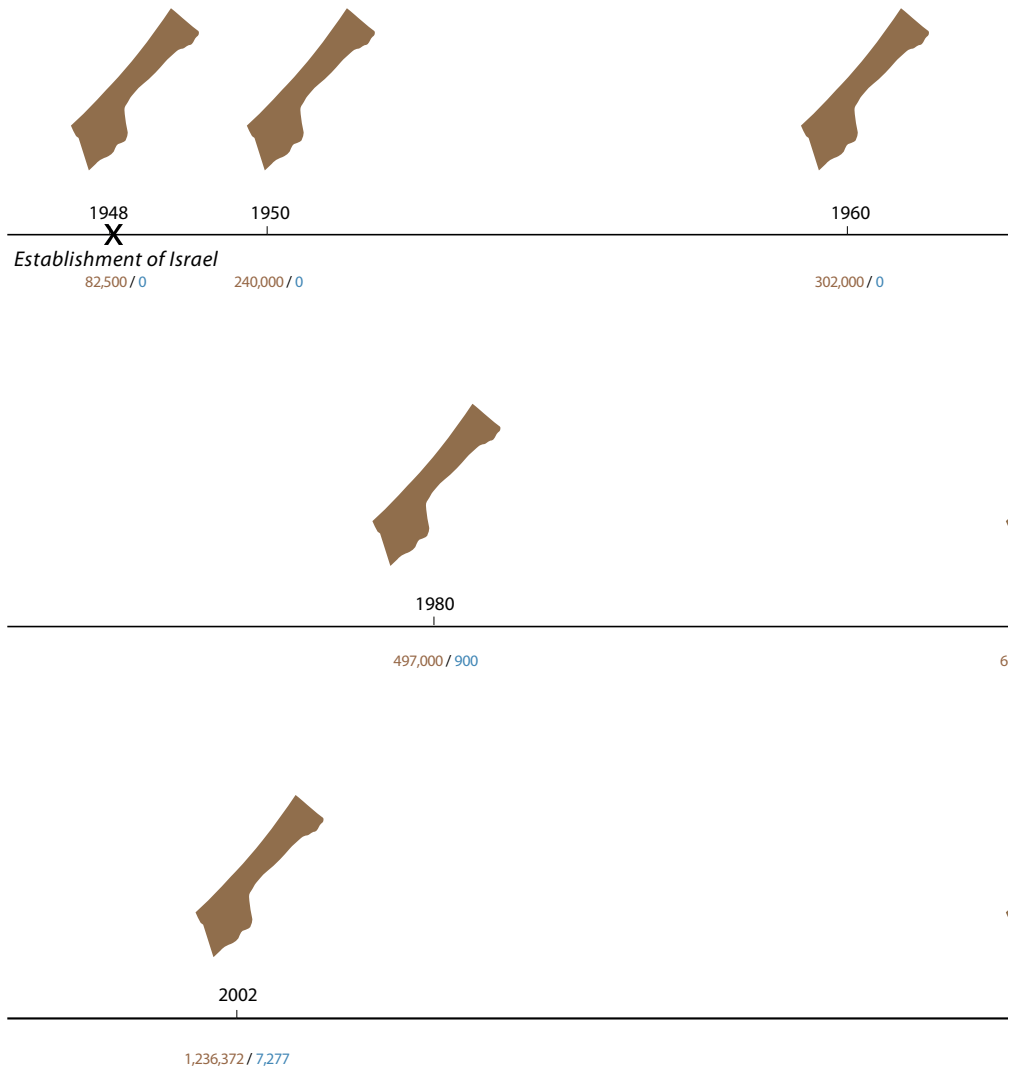 1948 1950 1960
X
Establishment of Israel
82,500 / 0 240,000 / 0 302,000 / 0
1980
497,000 / 900 6
2002
1,236,372 / 7,277